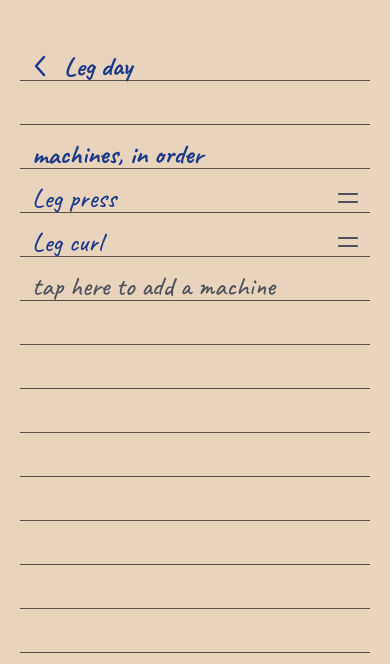 Leg day
machines, in order
Leg press
Leg curl
tap here to add a machine